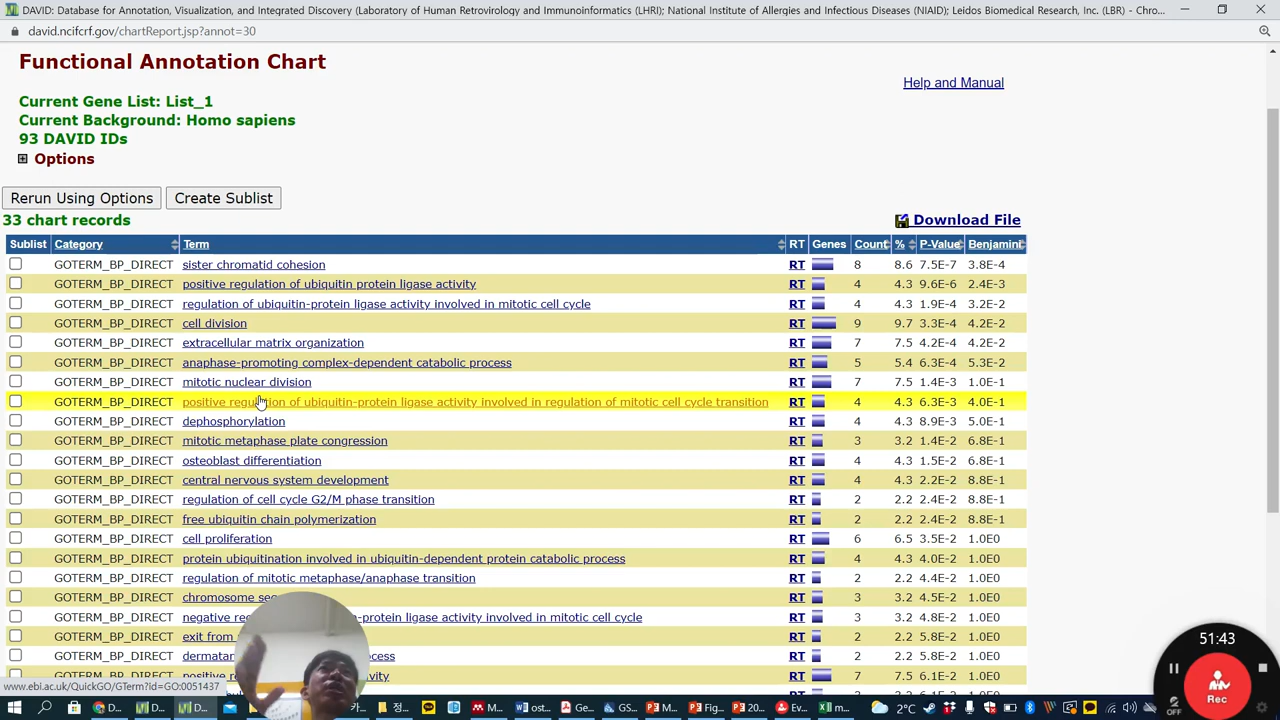 DAVID: Database for Annotation, Visualization, and Integrated Discovery (Laboratory of Human Retrovirology and Immunoinformatics (LHRI); National Institute of Allergies and Infectious Diseases (NIAID); Leidos Biomedical Research, Inc. (LBR) - Chro...
david.ncifcrf.gov/chartReport.jsp?annot=30
Functional Annotation Chart
Help and Manual
Current Gene List: List_1
Current Background: Homo sapiens
93 DAVID IDs
Options
Rerun Using Options Create Sublist
33 chart records Download File
Sublist Category Term RT Genes Count % P-Value Benjamini
GOTERM_BP_DIRECT sister chromatid cohesion RT 8 8.6 7.5E-7 3.8E-4
GOTERM_BP_DIRECT positive regulation of ubiquitin protein ligase activity RT 4 4.3 9.6E-6 2.4E-3
GOTERM_BP_DIRECT regulation of ubiquitin-protein ligase activity involved in mitotic cell cycle RT 4 4.3 1.9E-4 3.2E-2
GOTERM_BP_DIRECT cell division RT 9 9.7 3.3E-4 4.2E-2
GOTERM_BP_DIRECT extracellular matrix organization RT 7 7.5 4.2E-4 4.2E-2
GOTERM_BP_DIRECT anaphase-promoting complex-dependent catabolic process RT 5 5.4 6.3E-4 5.3E-2
GOTERM_BP_DIRECT mitotic nuclear division RT 7 7.5 1.4E-3 1.0E-1
GOTERM_BP_DIRECT positive regulation of ubiquitin-protein ligase activity involved in regulation of mitotic cell cycle transition RT 4 4.3 6.3E-3 4.0E-1
GOTERM_BP_DIRECT dephosphorylation RT 4 4.3 8.9E-3 5.0E-1
GOTERM_BP_DIRECT mitotic metaphase plate congression RT 3 3.2 1.4E-2 6.8E-1
GOTERM_BP_DIRECT osteoblast differentiation RT 4 4.3 1.5E-2 6.8E-1
GOTERM_BP_DIRECT central nervous system development RT 4 4.3 2.2E-2 8.8E-1
GOTERM_BP_DIRECT regulation of cell cycle G2/M phase transition RT 2 2.2 2.4E-2 8.8E-1
GOTERM_BP_DIRECT free ubiquitin chain polymerization RT 2 2.2 2.4E-2 8.8E-1
GOTERM_BP_DIRECT cell proliferation RT 6 6.5 3.5E-2 1.0E0
GOTERM_BP_DIRECT protein ubiquitination involved in ubiquitin-dependent protein catabolic process RT 4 4.3 4.0E-2 1.0E0
GOTERM_BP_DIRECT regulation of mitotic metaphase/anaphase transition RT 2 2.2 4.4E-2 1.0E0
GOTERM_BP_DIRECT chromosome RT 3 3.2 4.5E-2 1.0E0
GOTERM_BP_DIRECT negative -protein ligase activity involved in mitotic cell cycle RT 3 3.2 4.8E-2 1.0E0
GOTERM_BP_DIRECT exit from RT 2 2.2 5.8E-2 1.0E0
GOTERM_BP_DIRECT RT 2 2.2 5.8E-2 1.0E0
GOTERM_BP_DIRECT RT 7 7.5 6.1E-2 1.0E0
www.ebi.ac.uk/QuickGO/GTerm?id=GO:0051437
51:43
Rec
OFF
2°C